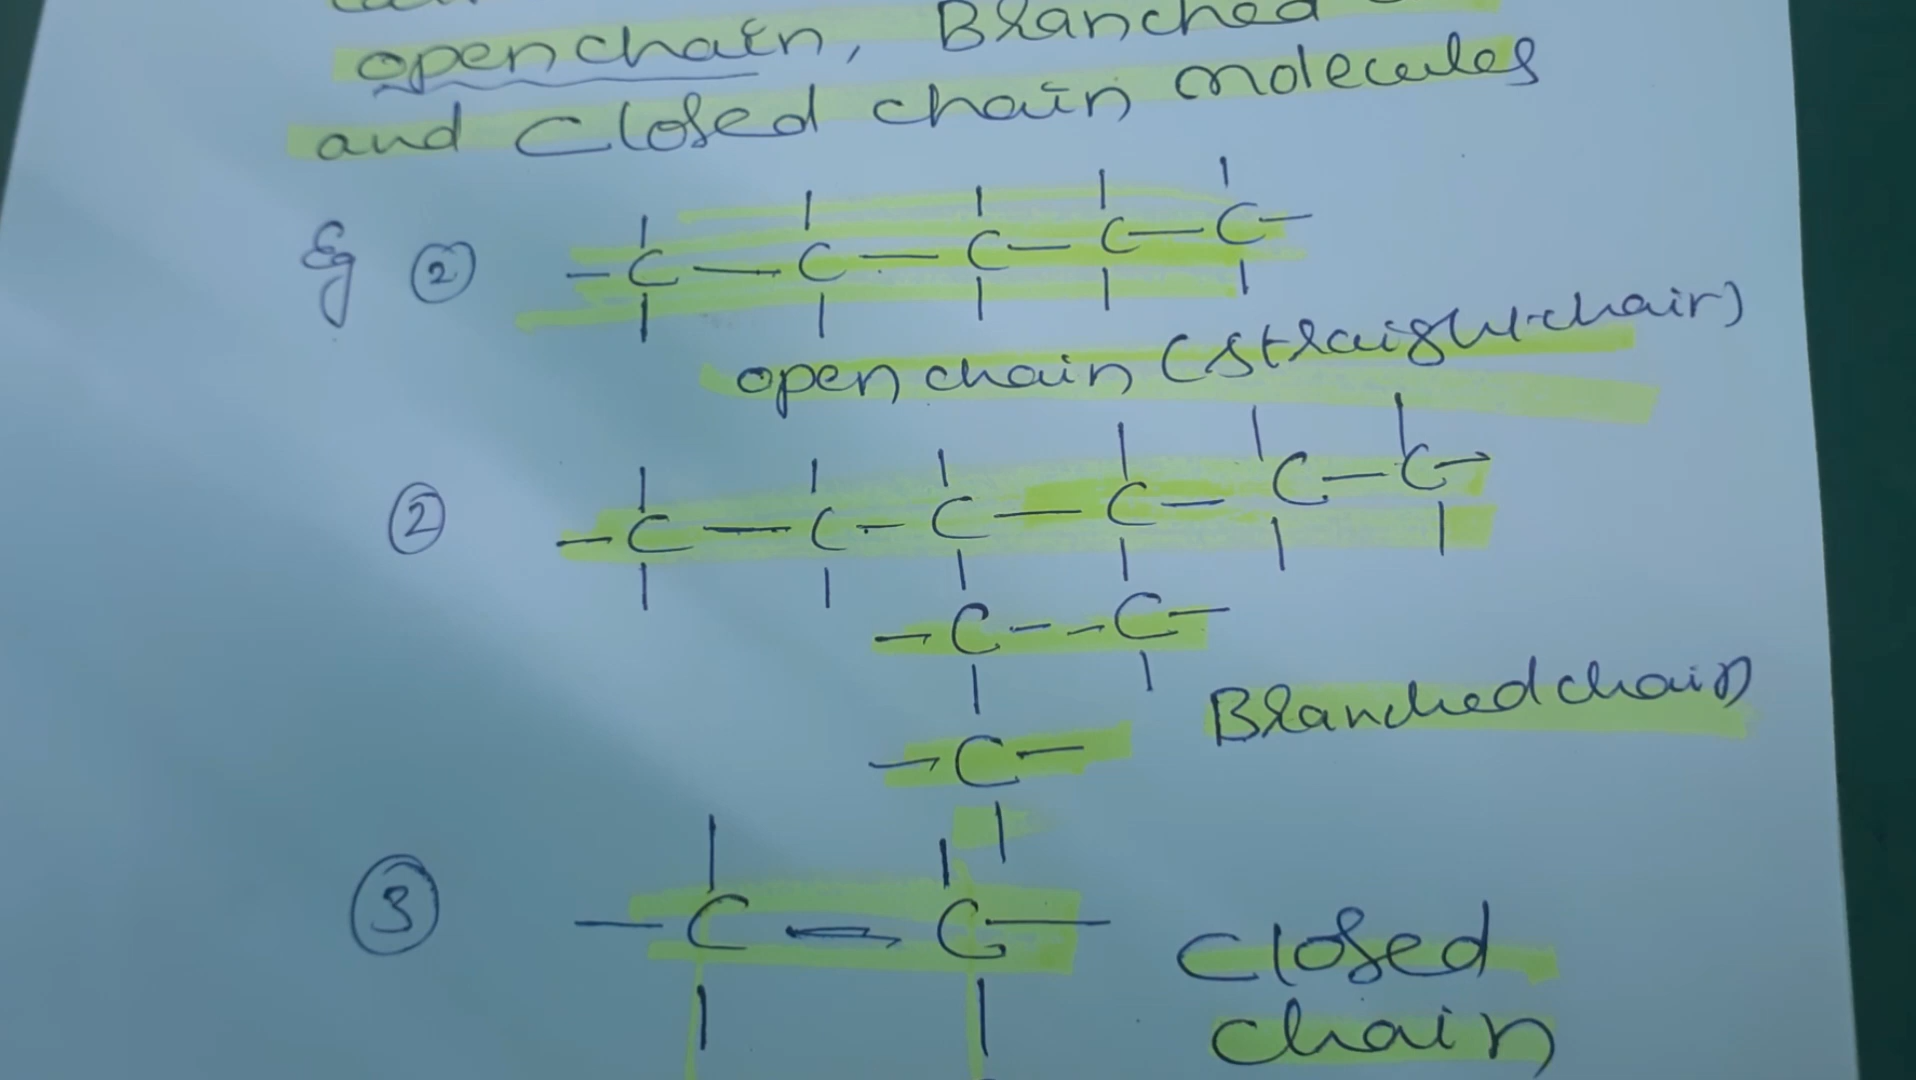 open chain, Branched
and Closed chain molecules
Eg ② -C-C-C-C-C-
open chain (straight chain)
② -C-C-C-C-C-C-
-C--C-
Branched chain
-C-
③ -C-C- Closed
chain